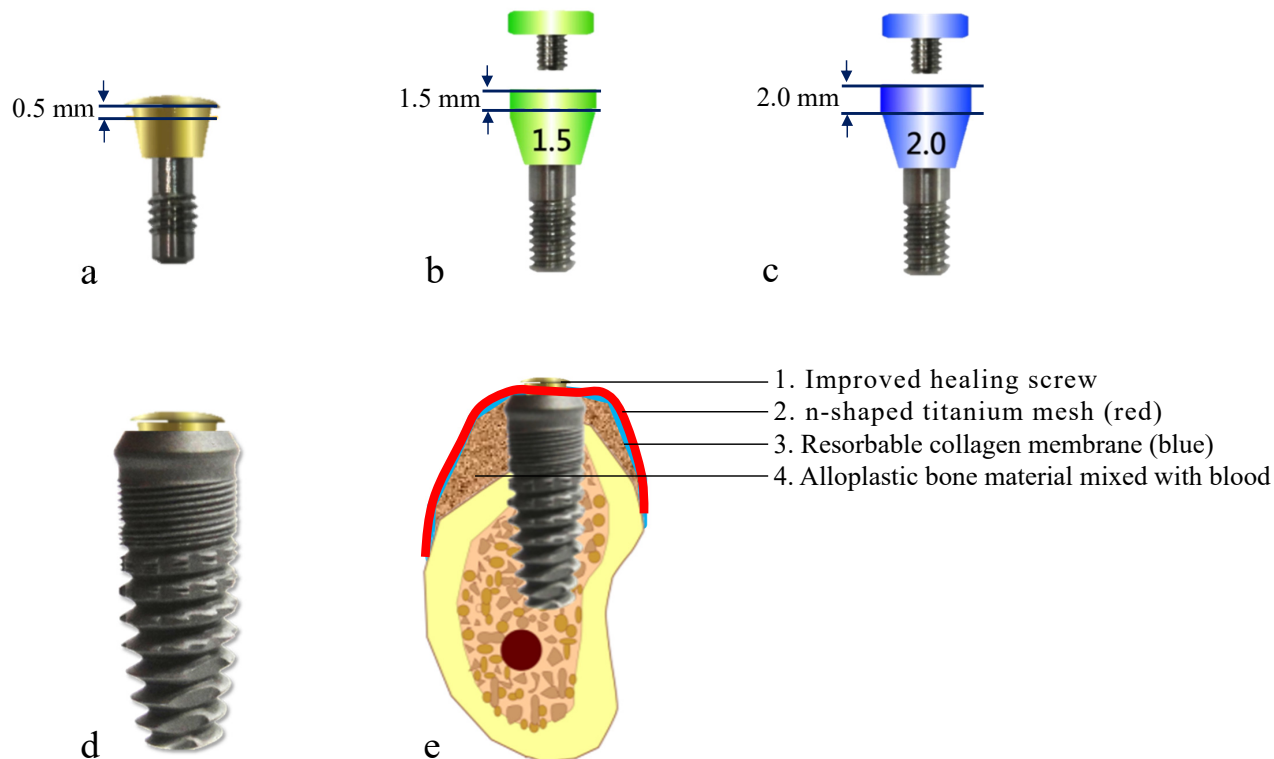 0.5 mm
1.5 mm
2.0 mm
1.5
2.0
a
b
c
1. Improved healing screw
2. n-shaped titanium mesh (red)
3. Resorbable collagen membrane (blue)
4. Alloplastic bone material mixed with blood
d
e